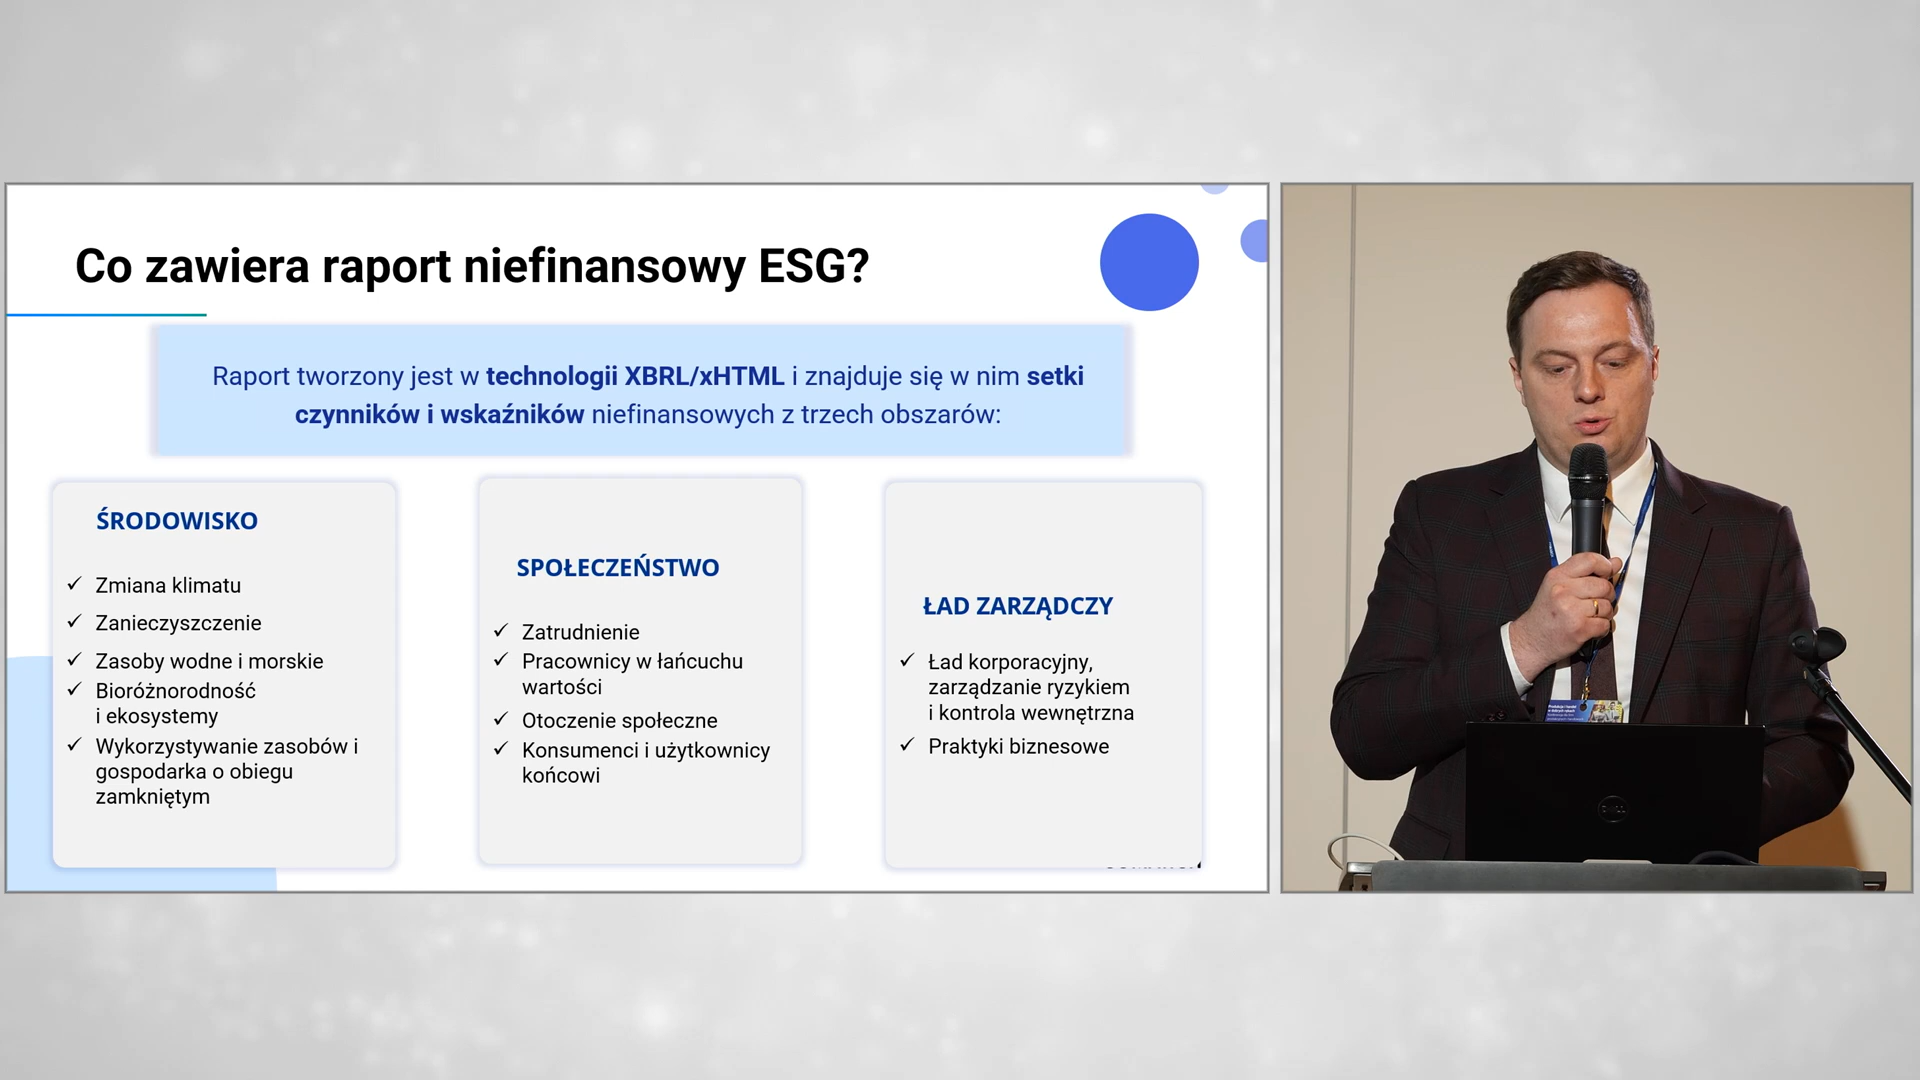 Co zawiera raport niefinansowy ESG?
Raport tworzony jest w technologii XBRL/xHTML i znajduje się w nim setki
czynników i wskaźników niefinansowych z trzech obszarów:
ŚRODOWISKO
✓ Zmiana klimatu
✓ Zanieczyszczenie
✓ Zasoby wodne i morskie
✓ Bioróżnorodność
i ekosystemy
✓ Wykorzystywanie zasobów i
gospodarka o obiegu
zamkniętym
SPOŁECZEŃSTWO
✓ Zatrudnienie
✓ Pracownicy w łańcuchu
wartości
✓ Otoczenie społeczne
✓ Konsumenci i użytkownicy
końcowi
ŁAD ZARZĄDCZY
✓ Ład korporacyjny,
zarządzanie ryzykiem
i kontrola wewnętrzna
✓ Praktyki biznesowe
DELL